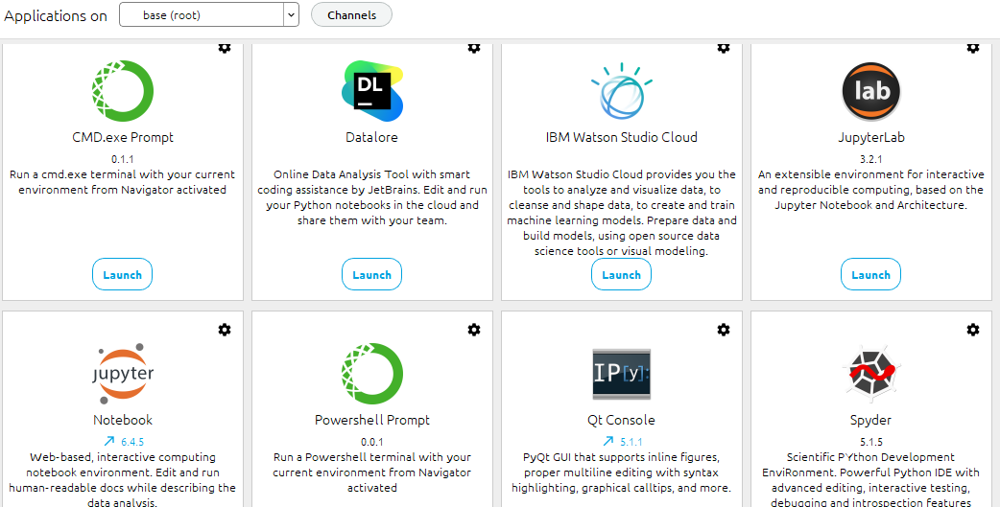 Applications on base (root) Channels
CMD.exe Prompt
0.1.1
Run a cmd.exe terminal with your current
environment from Navigator activated
Launch
DL
Datalore
Online Data Analysis Tool with smart
coding assistance by JetBrains. Edit and run
your Python notebooks in the cloud and
share them with your team.
Launch
IBM Watson Studio Cloud
IBM Watson Studio Cloud provides you the
tools to analyze and visualize data, to
cleanse and shape data, to create and train
machine learning models. Prepare data and
build models, using open source data
science tools or visual modeling.
Launch
lab
JupyterLab
3.2.1
An extensible environment for interactive
and reproducible computing, based on the
Jupyter Notebook and Architecture.
Launch
jupyter
Notebook
6.4.5
Web-based, interactive computing
notebook environment. Edit and run
human-readable docs while describing the
data analysis.
Powershell Prompt
0.0.1
Run a Powershell terminal with your
current environment from Navigator
activated
IP[y]:
Qt Console
5.1.1
PyQt GUI that supports inline figures,
proper multiline editing with syntax
highlighting, graphical calltips, and more.
Spyder
5.1.5
Scientific PYthon Development
EnviRonment. Powerful Python IDE with
advanced editing, interactive testing,
debugging and introspection features